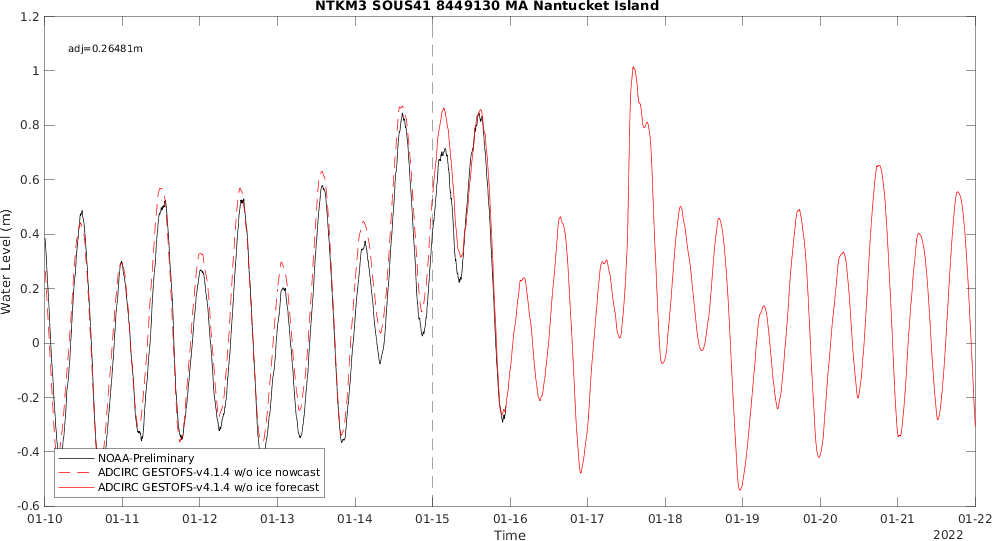 NTKM3 SOUS41 8449130 MA Nantucket Island
1.2
adj=0.26481m
1
0.8
0.6
0.4
0.2
0
-0.2
-0.4
-0.6
Water Level (m)
NOAA-Preliminary
ADCIRC GESTOFS-v4.1.4 w/o ice nowcast
ADCIRC GESTOFS-v4.1.4 w/o ice forecast
01-10 01-11 01-12 01-13 01-14 01-15 01-16 01-17 01-18 01-19 01-20 01-21 01-22
Time
2022